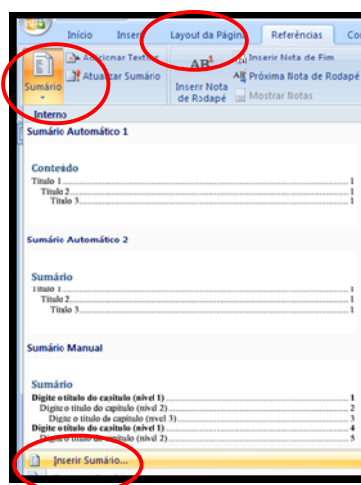 Início Inserir Layout da Página Referências Co
Adicionar Texto
Inserir Nota de Fim
Atualizar Sumário
AB¹
Próxima Nota de Rodapé
Sumário
Inserir Nota de Rodapé
Mostrar Notas
Interno
Sumário Automático 1
Conteúdo
Título 1 1
Título 2 1
Título 3 1
Sumário Automático 2
Sumário
Título 1 1
Título 2 1
Título 3 1
Sumário Manual
Sumário
Digite o título do capítulo (nível 1) 1
Digite o título do capítulo (nível 2) 2
Digite o título do capítulo (nível 3) 3
Digite o título do capítulo (nível 1) 4
Digite o título do capítulo (nível 2) 5
Inserir Sumário...